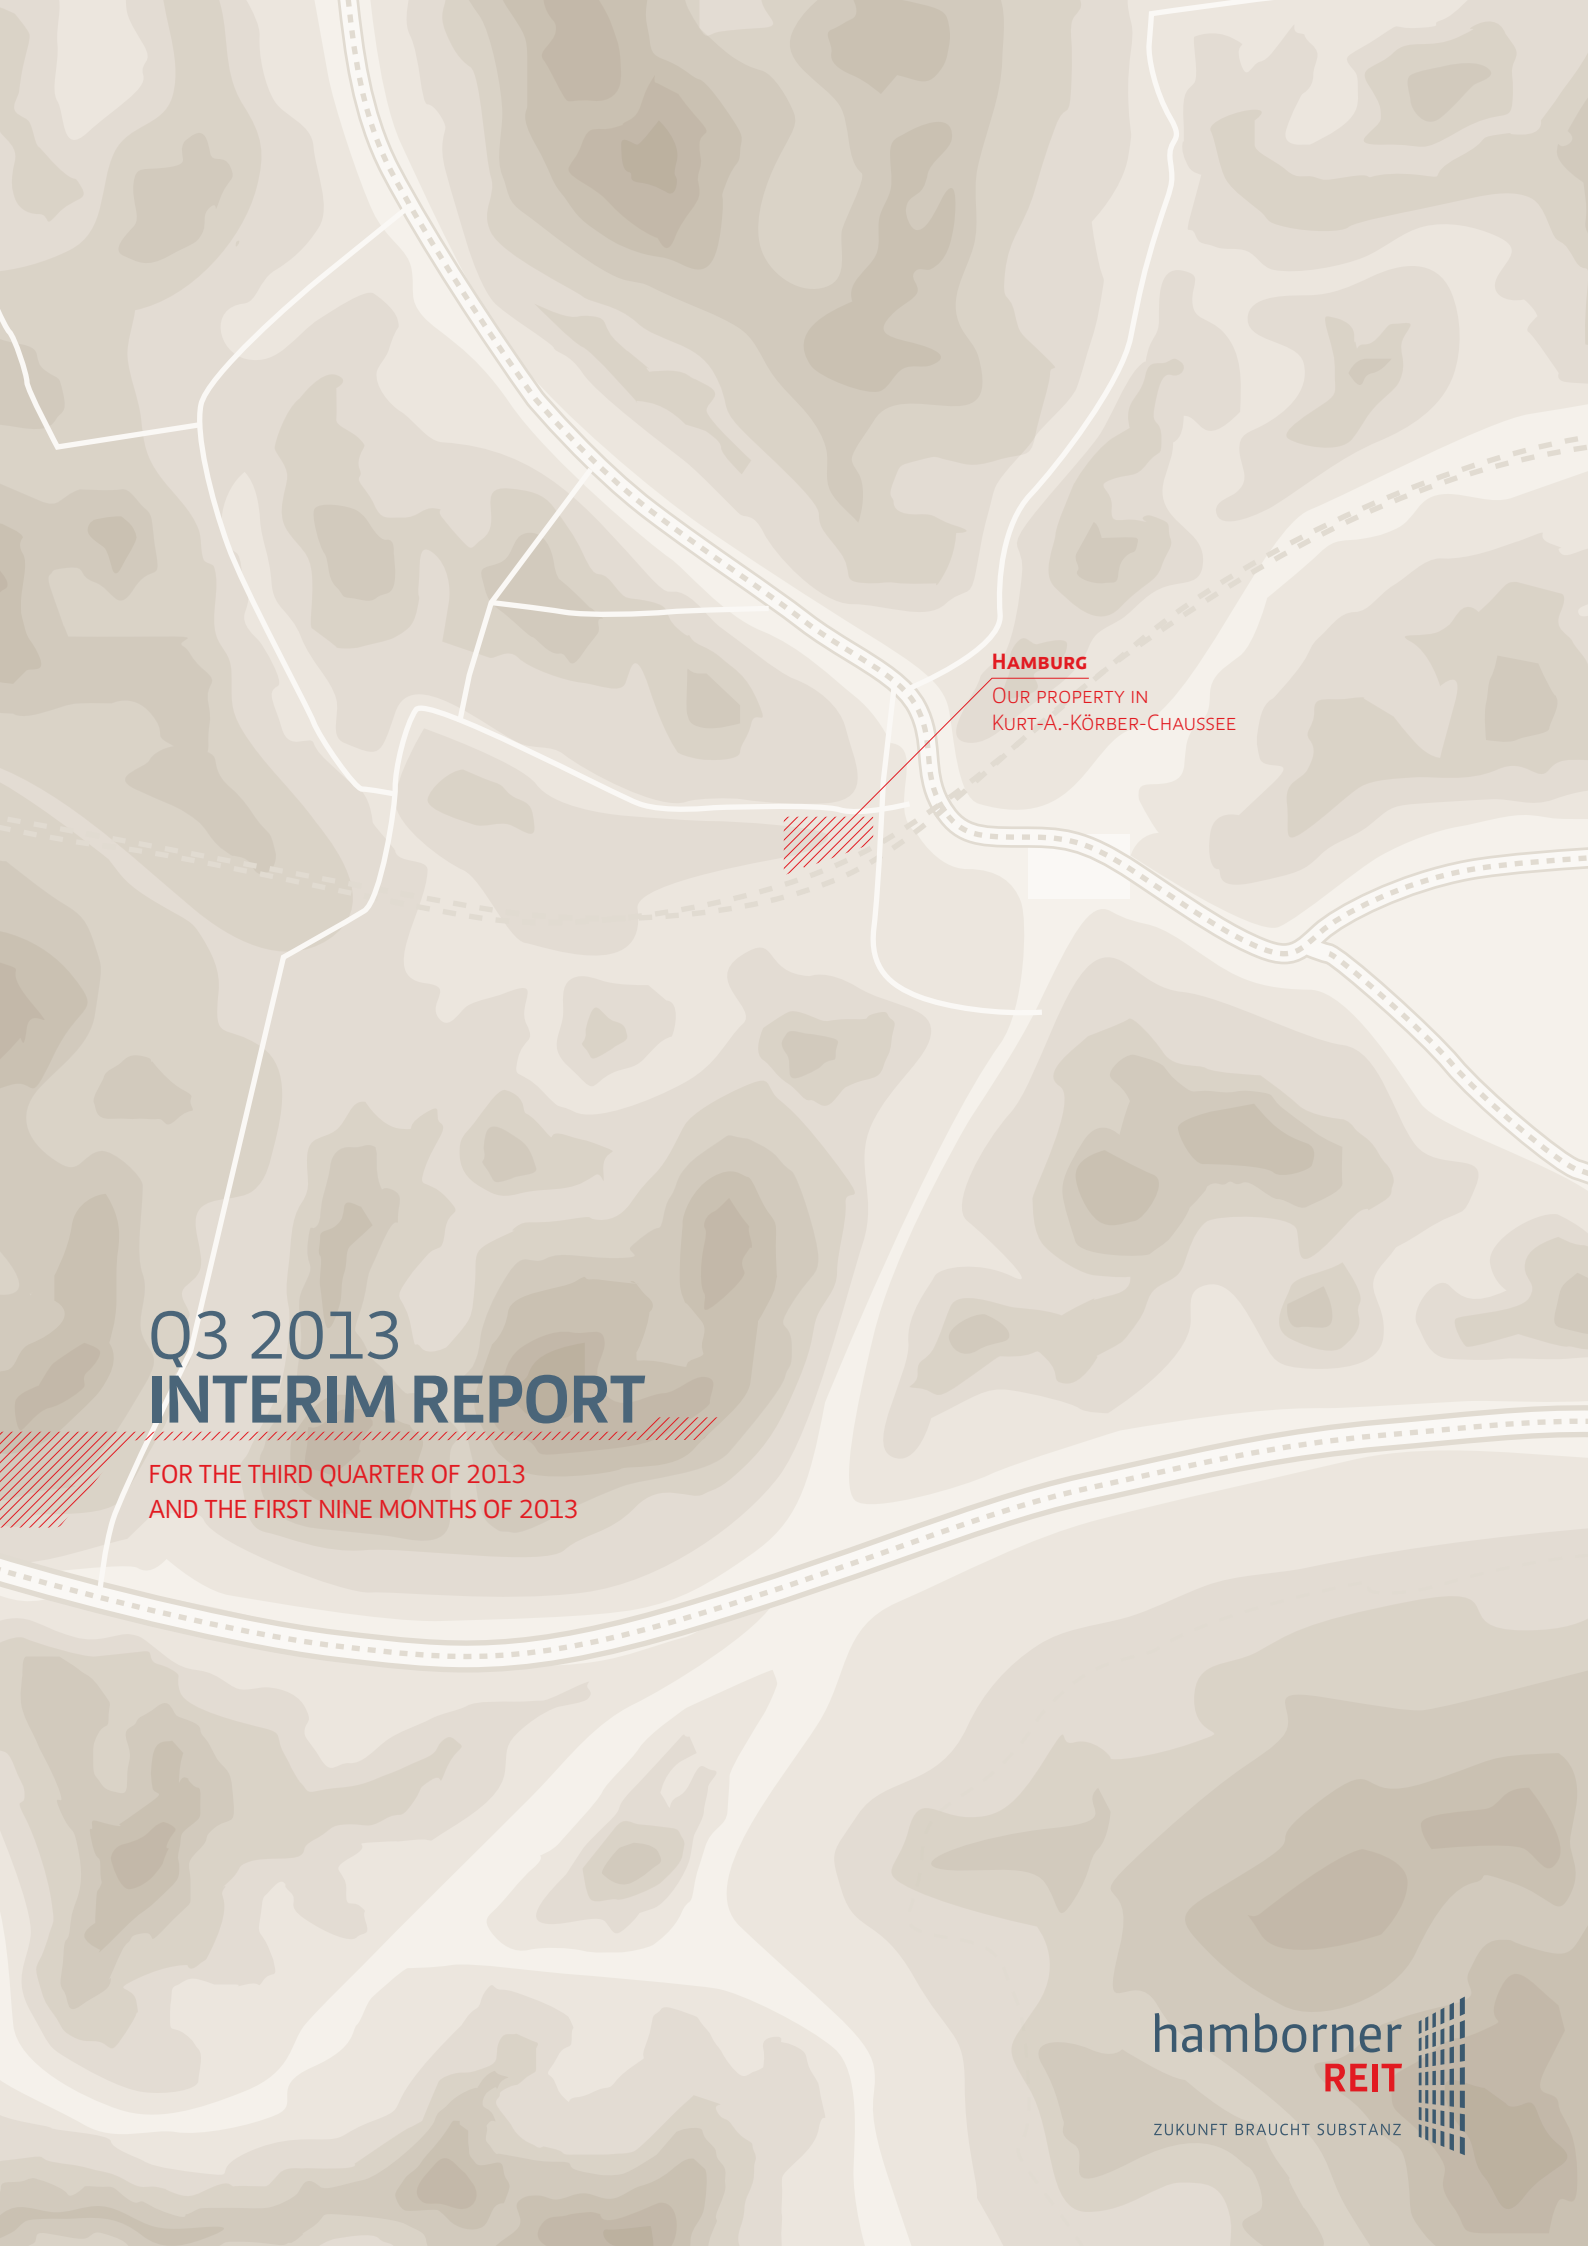 Hamburg
Our property in
Kurt-A.-Körber-Chaussee
Q3 2013
INTERIM REPORT
FOR THE THIRD QUARTER OF 2013
AND THE FIRST NINE MONTHS OF 2013
hamborner
REIT
ZUKUNFT BRAUCHT SUBSTANZ